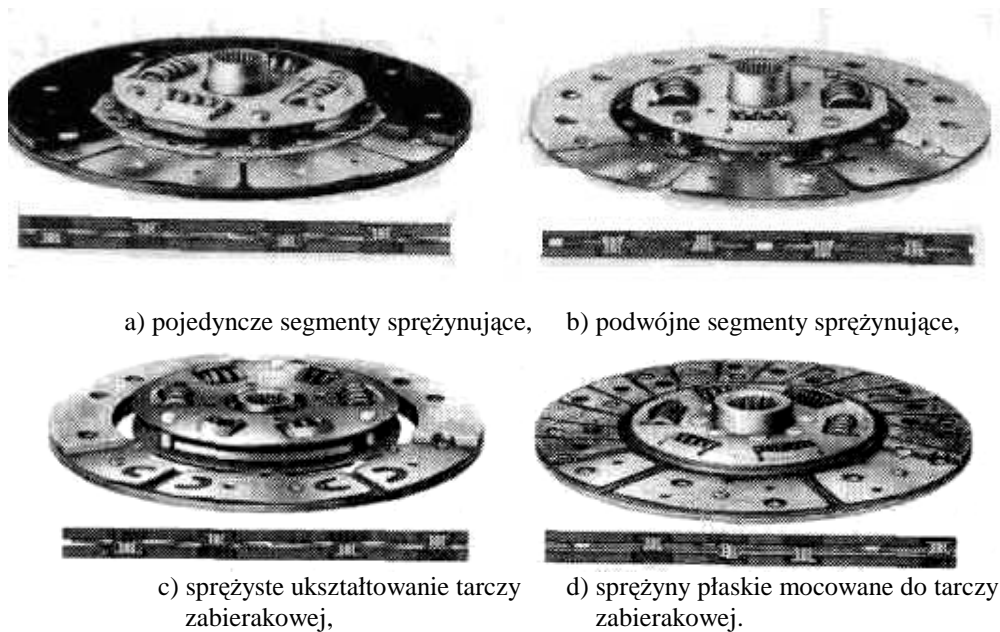 a) pojedyncze segmenty sprężynujące,
b) podwójne segmenty sprężynujące,
c) sprężyste ukształtowanie tarczy
zabierakowej,
d) sprężyny płaskie mocowane do tarczy
zabierakowej.